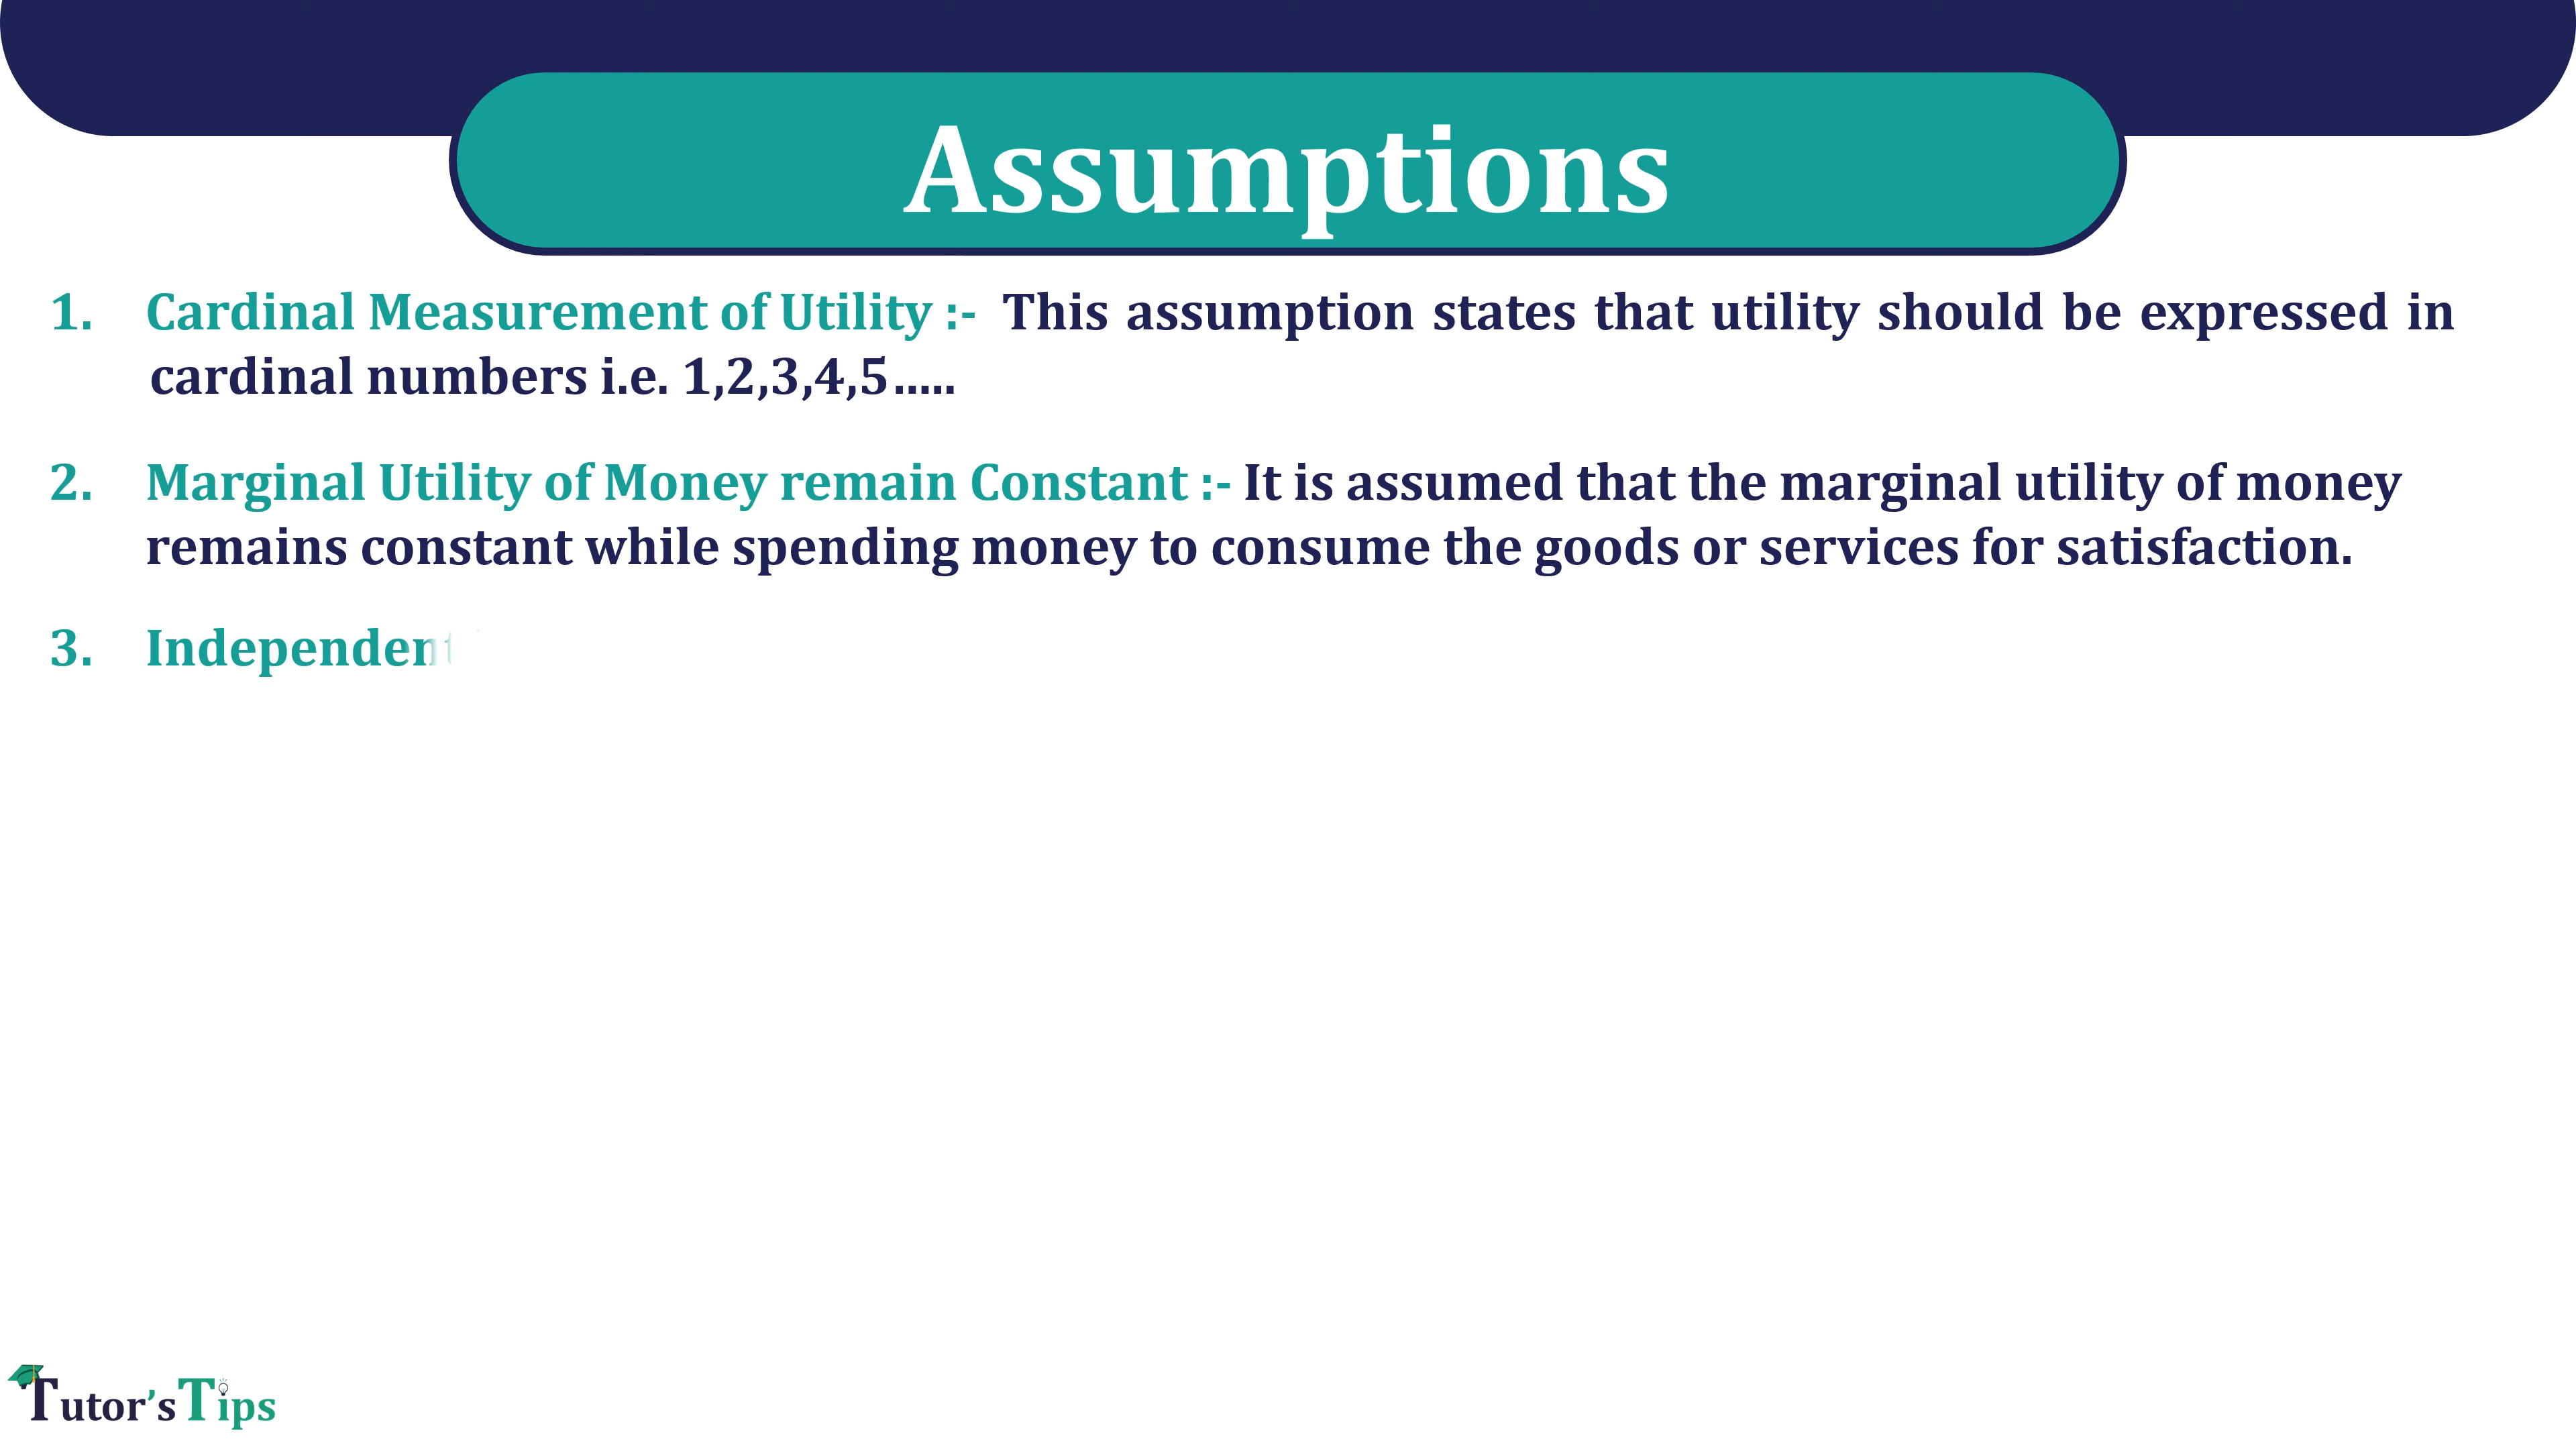 Assumptions
1. Cardinal Measurement of Utility :- This assumption states that utility should be expressed in
cardinal numbers i.e. 1,2,3,4,5.....
2. Marginal Utility of Money remain Constant :- It is assumed that the marginal utility of money
remains constant while spending money to consume the goods or services for satisfaction.
3. Independent
Tutor's Tips